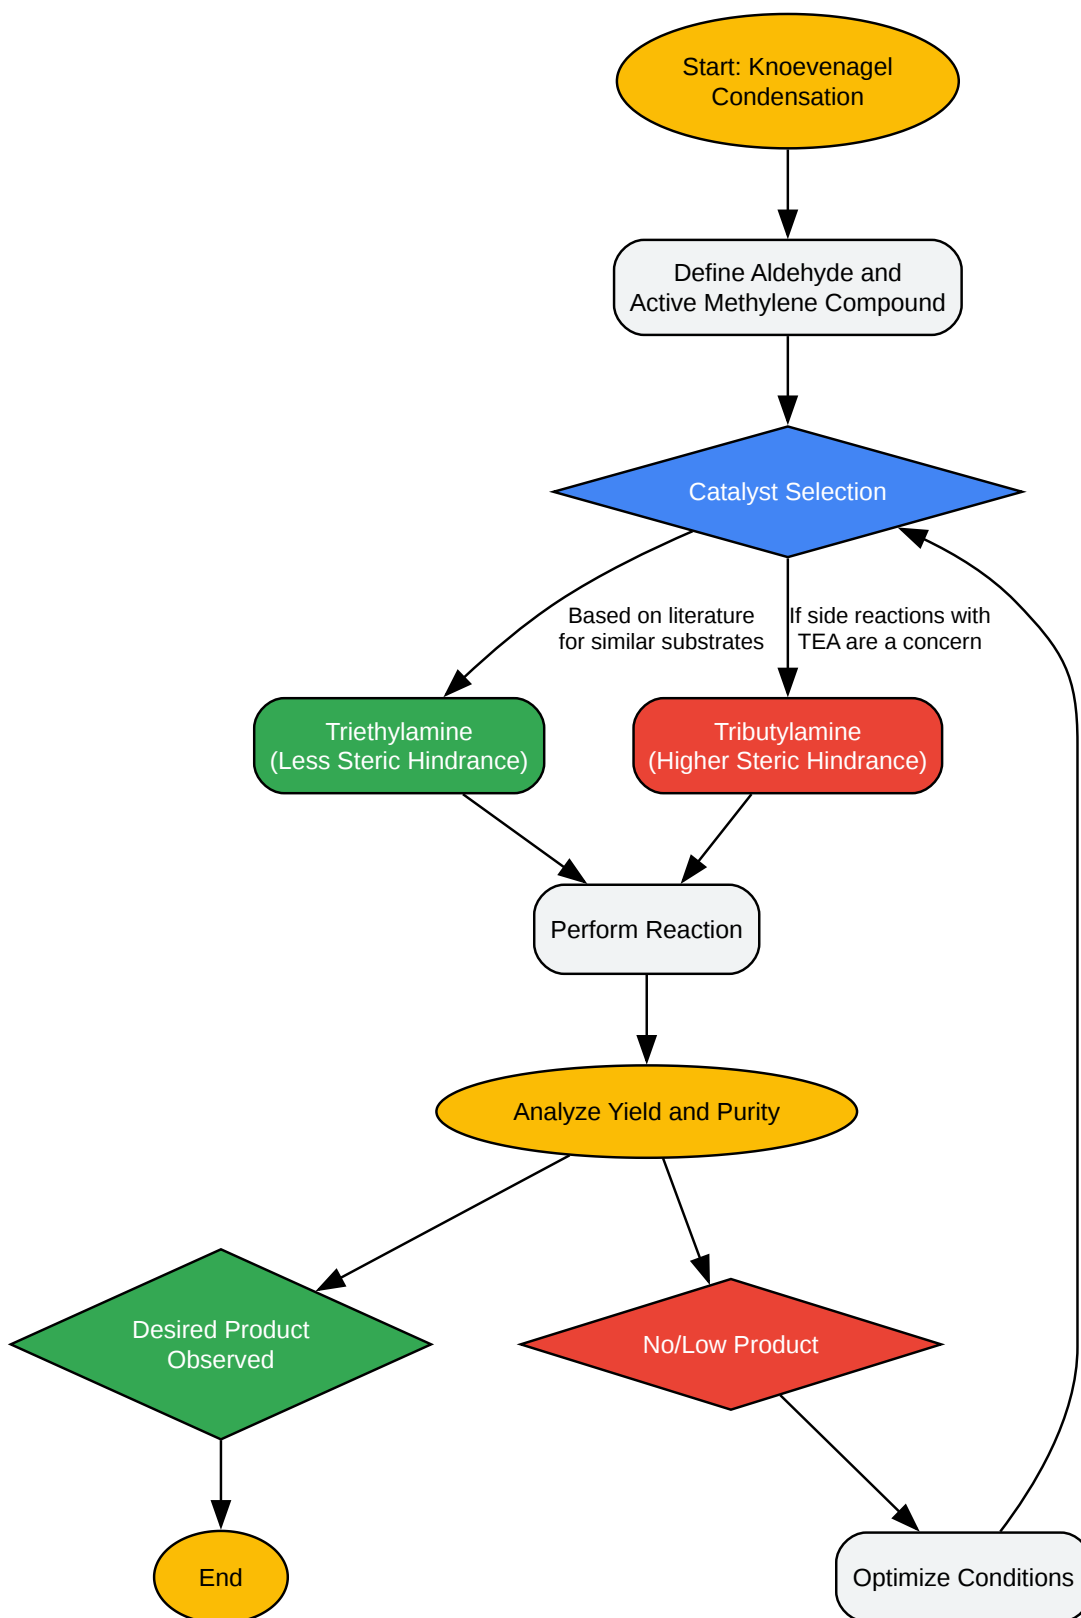 Start: Knoevenagel
Condensation
Define Aldehyde and
Active Methylene Compound
Catalyst Selection
Based on literature
for similar substrates
If side reactions with
TEA are a concern
Triethylamine
(Less Steric Hindrance)
Tributylamine
(Higher Steric Hindrance)
Perform Reaction
Analyze Yield and Purity
Desired Product
Observed
No/Low Product
End
Optimize Conditions